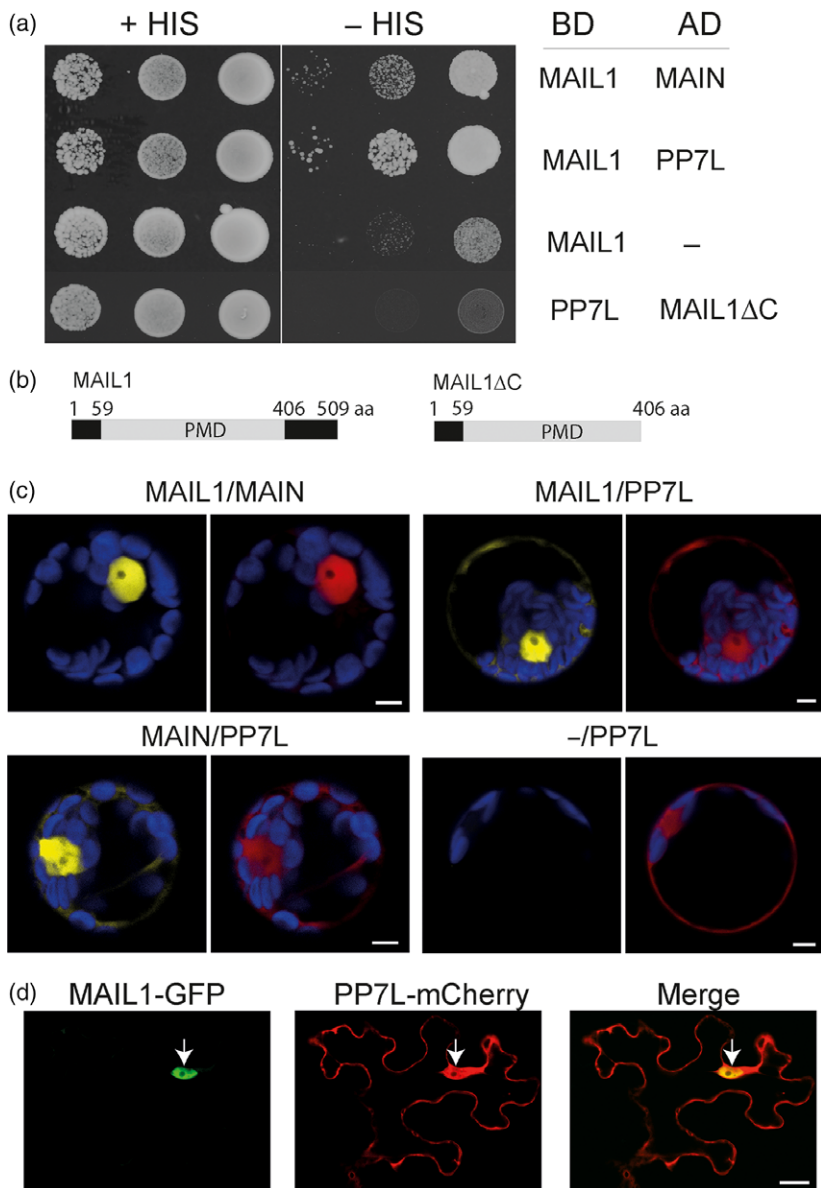 (a)
+ HIS – HIS BD AD
MAIL1 MAIN
MAIL1 PP7L
MAIL1 –
PP7L MAIL1ΔC
(b)
MAIL1 MAIL1ΔC
1 59 406 509 aa 1 59 406 aa
PMD PMD
(c)
MAIL1/MAIN MAIL1/PP7L
MAIN/PP7L –/PP7L
(d)
MAIL1-GFP PP7L-mCherry Merge